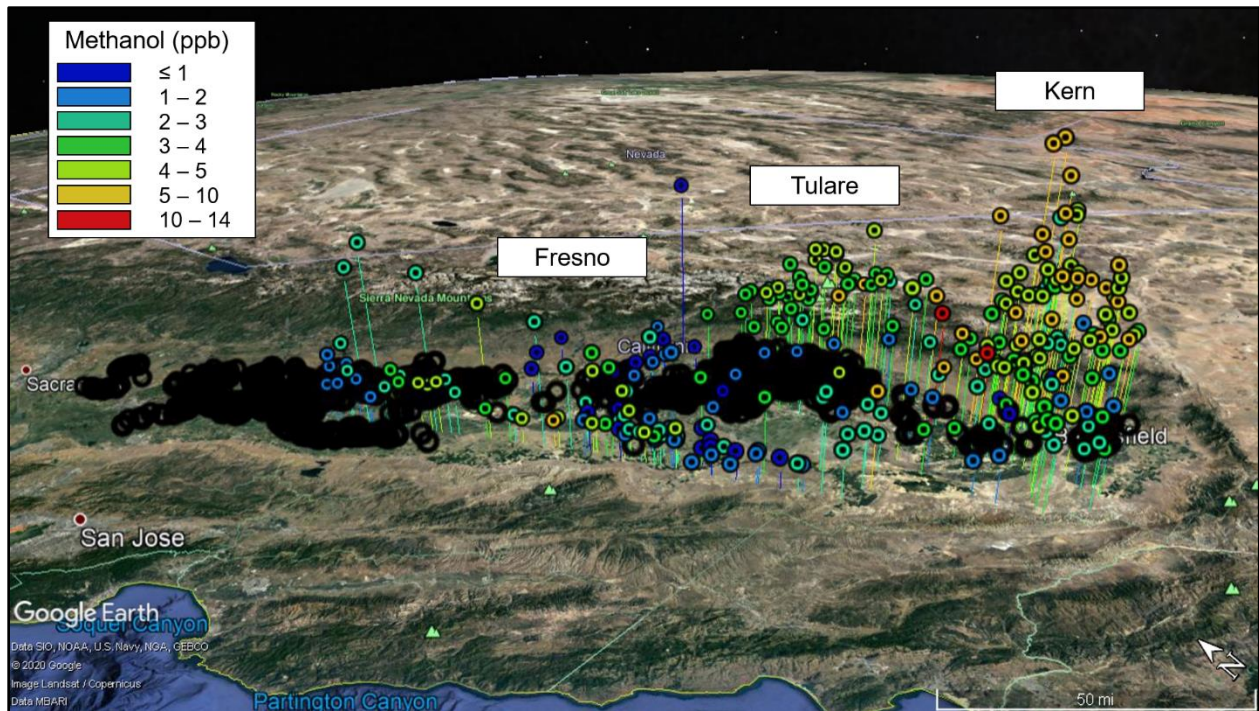 Methanol (ppb)
≤ 1
1 – 2
2 – 3
3 – 4
4 – 5
5 – 10
10 – 14
Kern
Tulare
Fresno
Nevada
Sierra Nevada Mountains
San Jose
Google Earth
Soquel Canyon
Data SIO, NOAA, U.S. Navy, NGA, GEBCO
© 2020 Google
Image Landsat / Copernicus
Data MBARI
Partington Canyon
N
50 mi